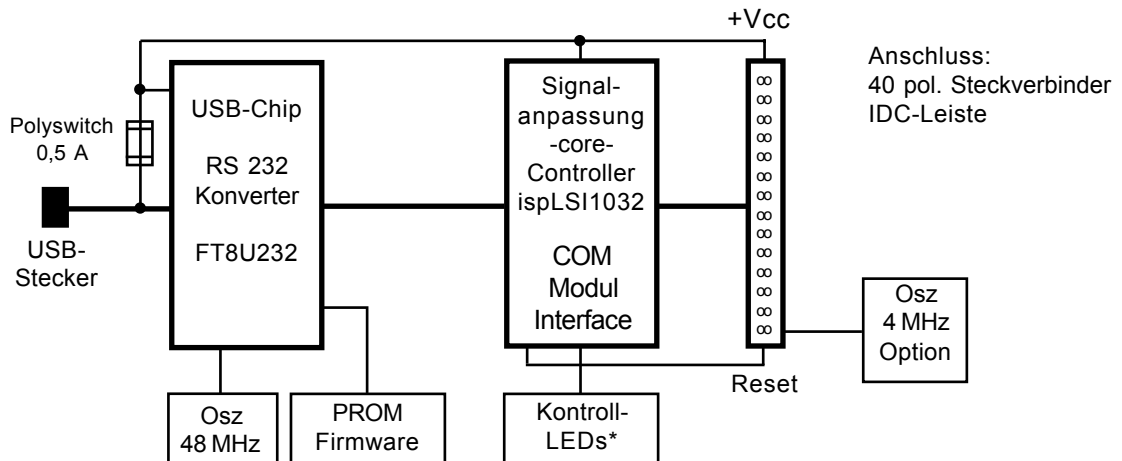 +Vcc
Anschluss:
40 pol. Steckverbinder
IDC-Leiste
Polyswitch
0,5 A
USB-Chip
RS 232
Konverter
FT8U232
Signal-
anpassung
-core-
Controller
ispLSI1032
COM
Modul
Interface
USB-
Stecker
Osz
4 MHz
Option
Reset
Osz
48 MHz
PROM
Firmware
Kontroll-
LEDs*